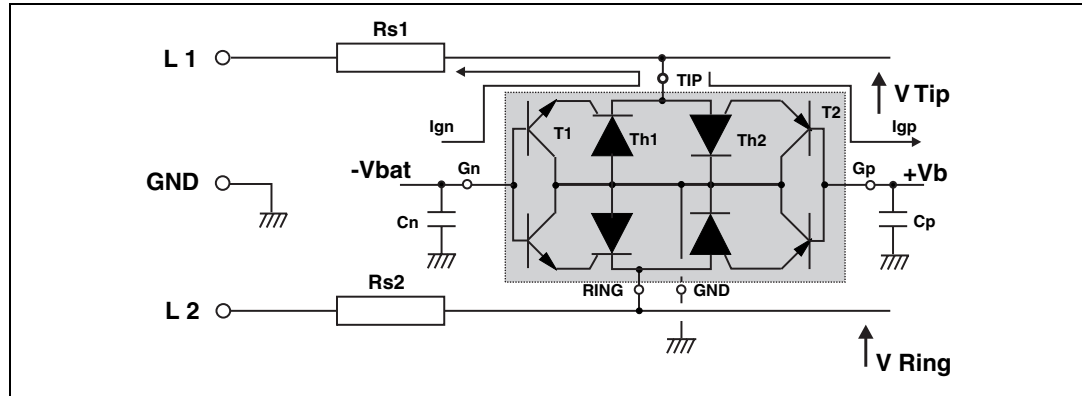 Rs1
L 1
TIP
V Tip
Ign
T1
Th1
Th2
T2
Igp
-Vbat
Gn
Gp
+Vb
GND
Cn
Cp
Rs2
RING
GND
L 2
V Ring